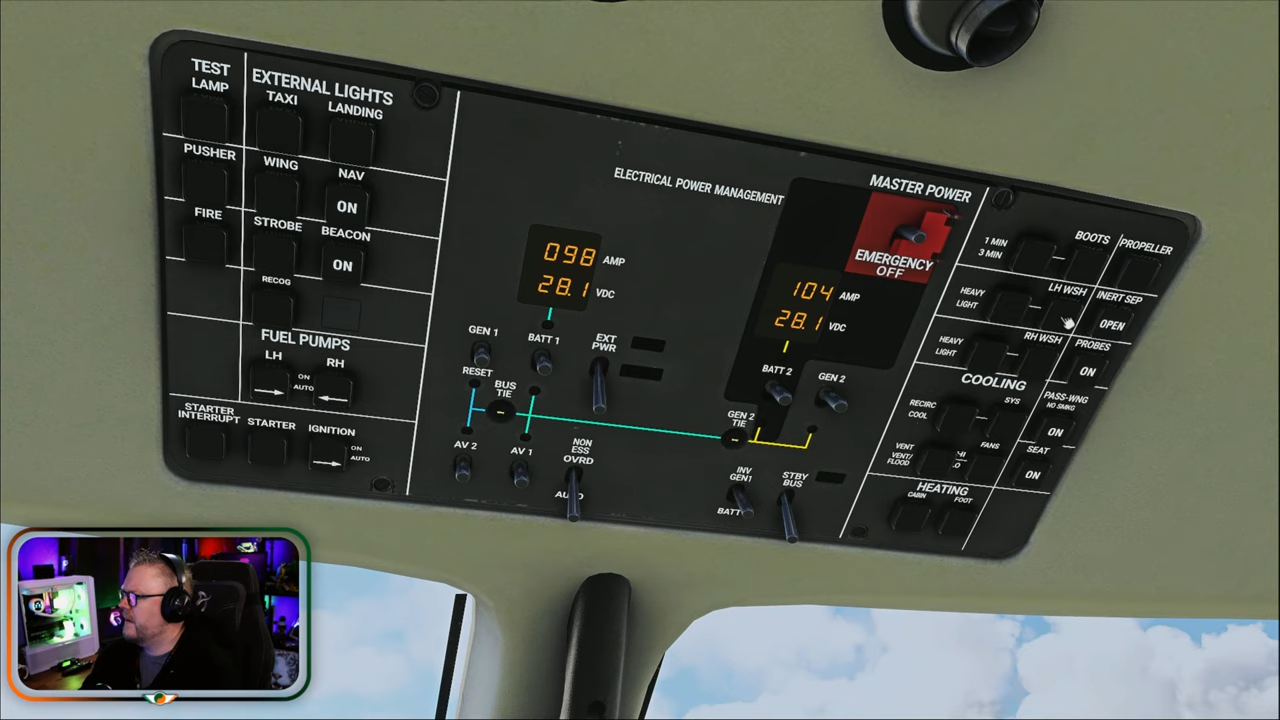 TEST
LAMP
PUSHER
FIRE
EXTERNAL LIGHTS
TAXI
LANDING
WING
NAV
ON
STROBE
BEACON
ON
RECOG
FUEL PUMPS
LH
RH
ON
AUTO
STARTER
INTERRUPT
STARTER
IGNITION
ON
AUTO
ELECTRICAL POWER MANAGEMENT
MASTER POWER
EMERGENCY
OFF
098 AMP
28.1 VDC
104 AMP
28.1 VDC
GEN 1
BATT 1
EXT
PWR
RESET
BUS
TIE
AV 2
AV 1
NON
ESS
OVRD
AUTO
BATT 2
GEN 2
GEN 2
TIE
INV
GEN1
BATT
STBY
BUS
1 MIN
3 MIN
BOOTS
PROPELLER
HEAVY
LIGHT
LH WSH
INERT SEP
OPEN
HEAVY
LIGHT
RH WSH
PROBES
ON
COOLING
SYS
RECIRC
COOL
FANS
VENT
VENT/
FLOOD
PASS-WNG
NO SMKG
ON
SEAT
ON
HEATING
CABIN
FOOT